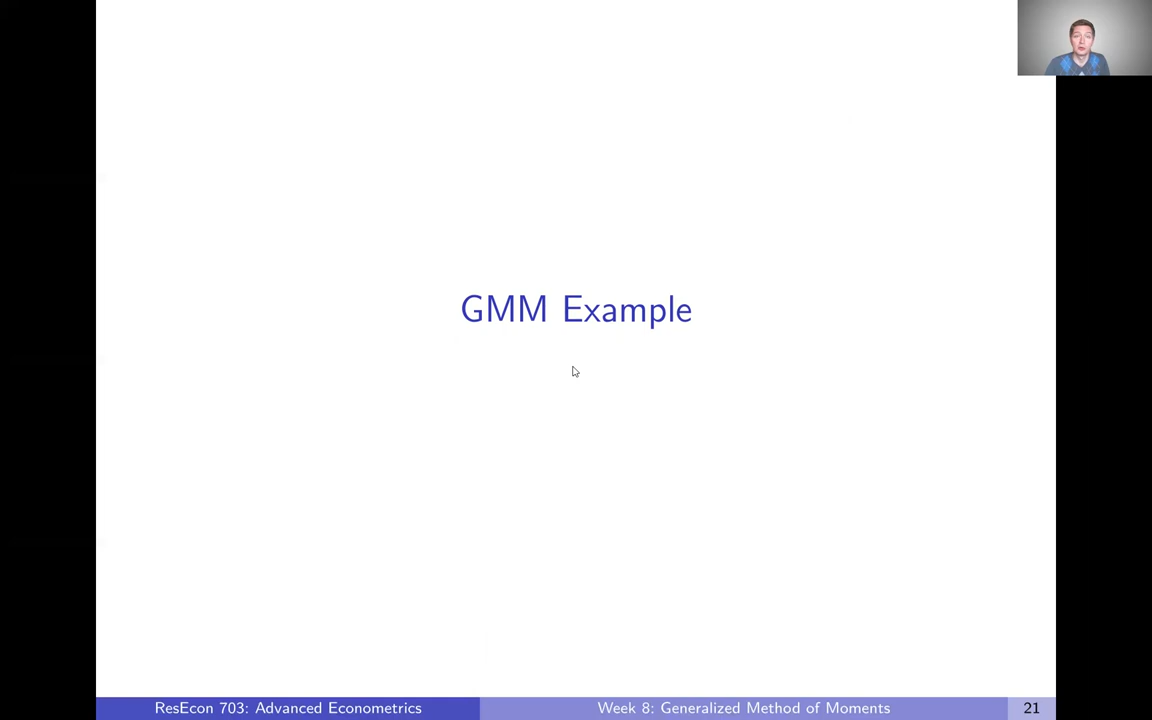 GMM Example
ResEcon 703: Advanced Econometrics
Week 8: Generalized Method of Moments
21